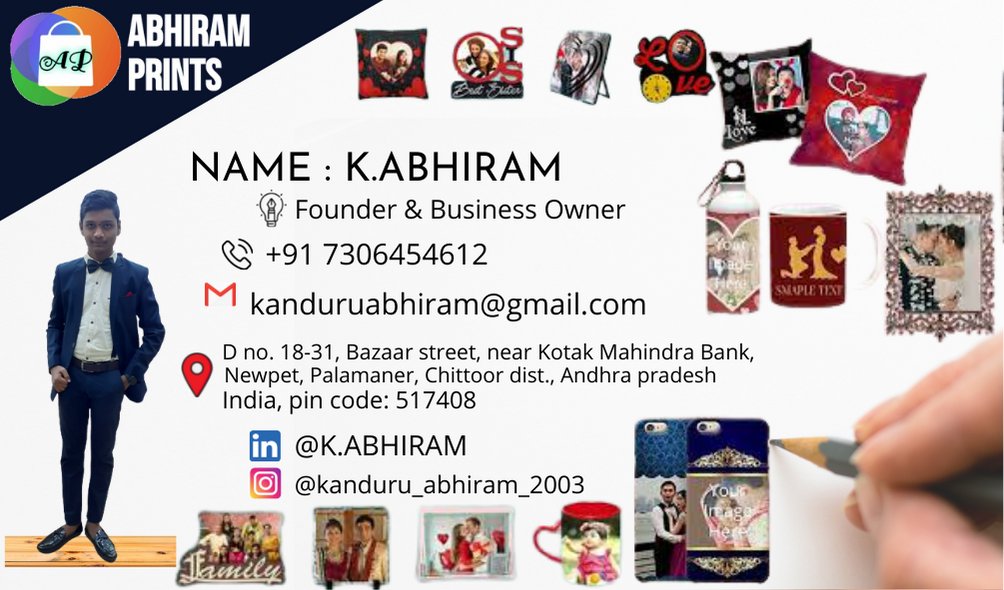 ABHIRAM
PRINTS
AP
SIS
Best Sister
LOve
Love
NAME : K.ABHIRAM
Founder & Business Owner
+91 7306454612
kanduruabhiram@gmail.com
Your
Image
Here
SMAPLE TEXT
D no. 18-31, Bazaar street, near Kotak Mahindra Bank,
Newpet, Palamaner, Chittoor dist., Andhra pradesh
India, pin code: 517408
@K.ABHIRAM
@kanduru_abhiram_2003
Your
Image
Here
Family